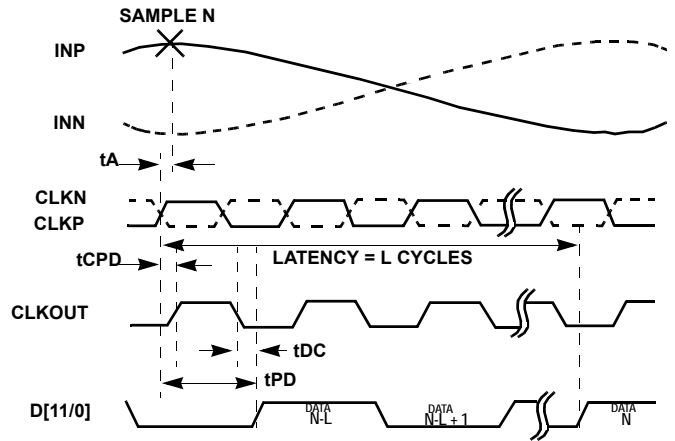 SAMPLE N
INP
INN
tA
CLKN
CLKP
LATENCY = L CYCLES
tCPD
CLKOUT
tDC
tPD
D[11/0]
DATA
N-L
DATA
N-L + 1
DATA
N